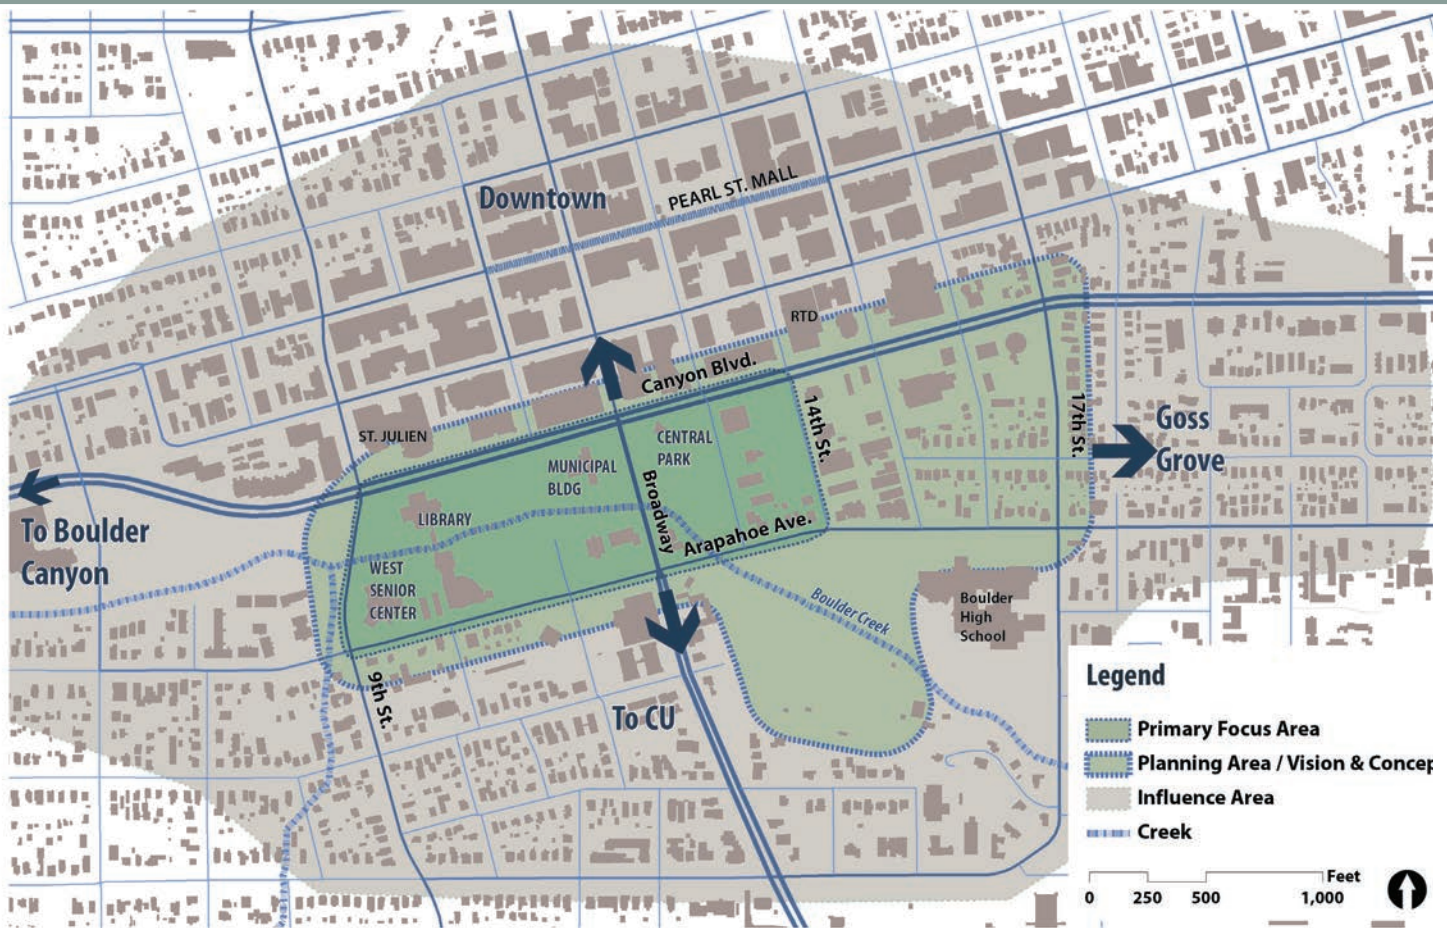 Downtown
PEARL ST. MALL
RTD
Canyon Blvd.
14th St.
17th St.
Goss
Grove
ST. JULIEN
CENTRAL
PARK
MUNICIPAL
BLDG
Broadway
LIBRARY
Arapahoe Ave.
To Boulder
Canyon
WEST
SENIOR
CENTER
Boulder Creek
Boulder
High
School
9th St.
To CU
Legend
Primary Focus Area
Planning Area / Vision & Concep
Influence Area
Creek
Feet
0 250 500 1,000